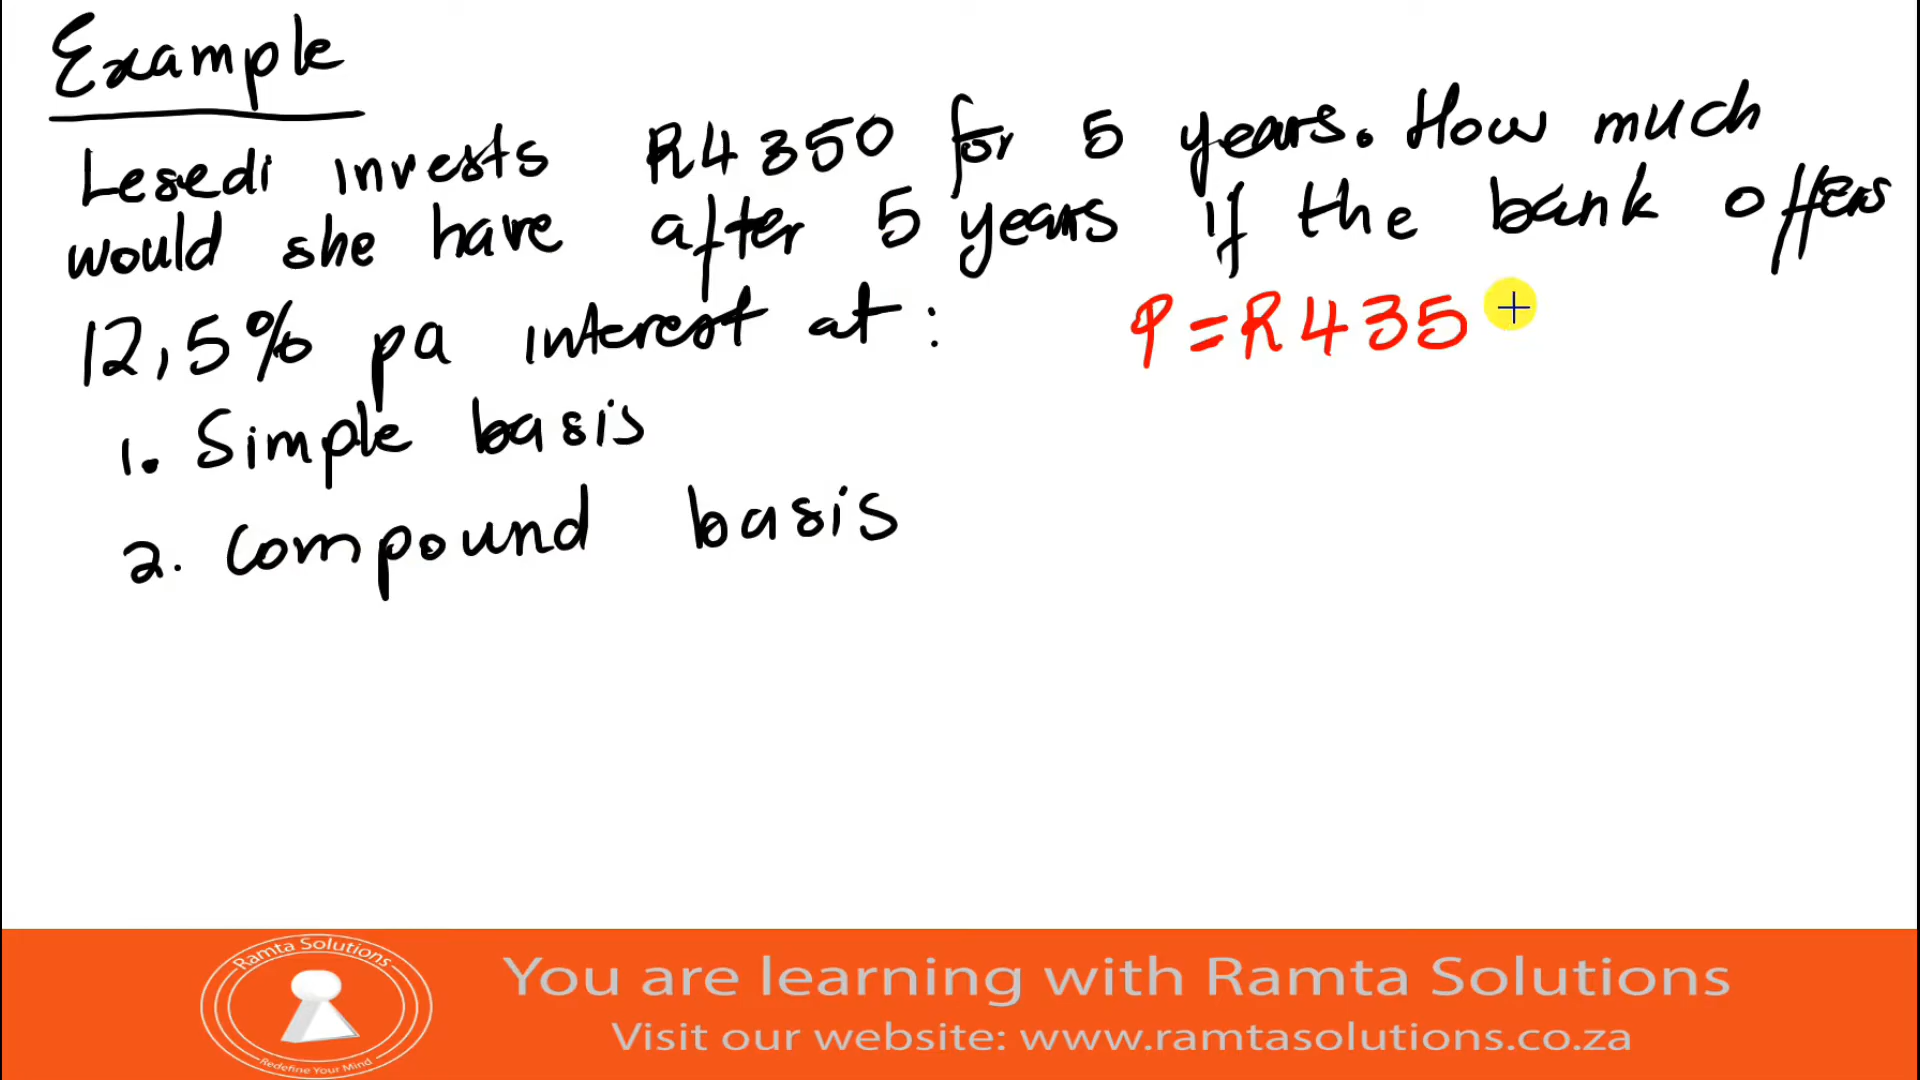 Example
Lesedi invests R4350 for 5 years. How much
would she have after 5 years if the bank offers
12,5% pa interest at:
P=R435
1. Simple basis
2. Compound basis
Ramta Solutions
Redefine Your Mind
You are learning with Ramta Solutions
Visit our website: www.ramtasolutions.co.za